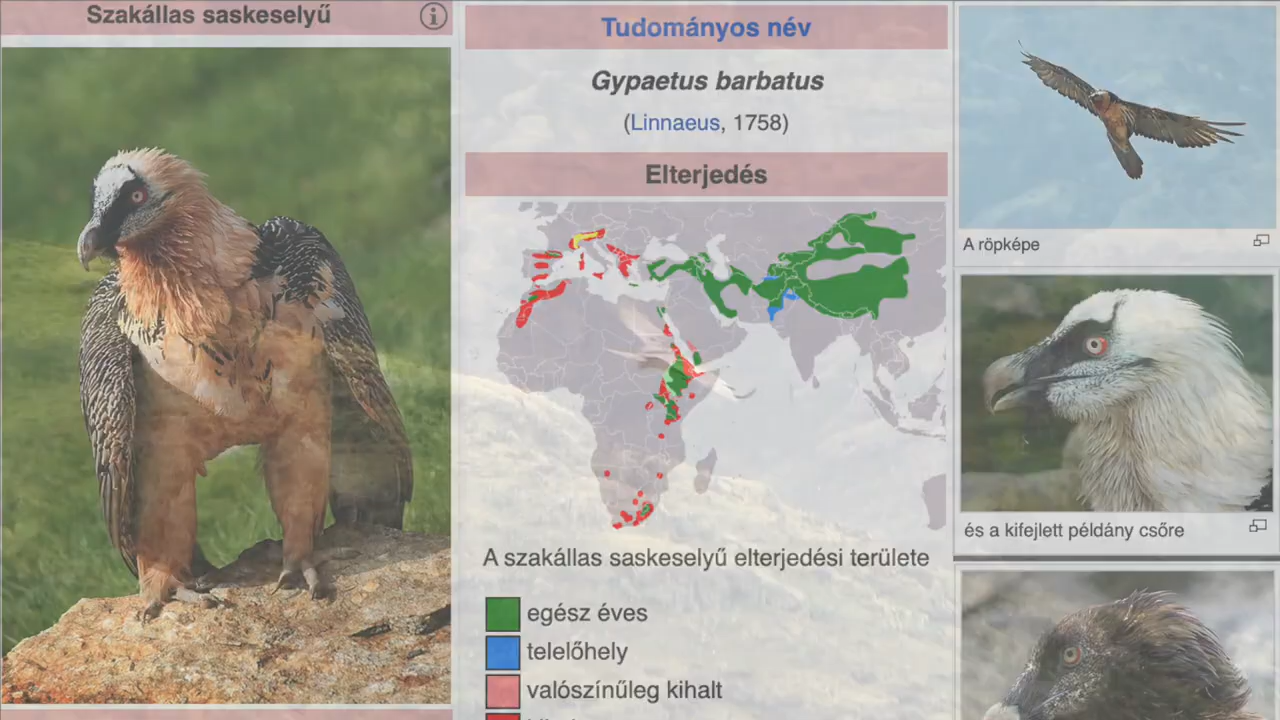 Szakállas saskeselyű
Tudományos név
Gypaetus barbatus
(Linnaeus, 1758)
Elterjedés
A szakállas saskeselyű elterjedési területe
egész éves
telelőhely
valószínűleg kihalt
A röpképe
és a kifejlett példány csőre